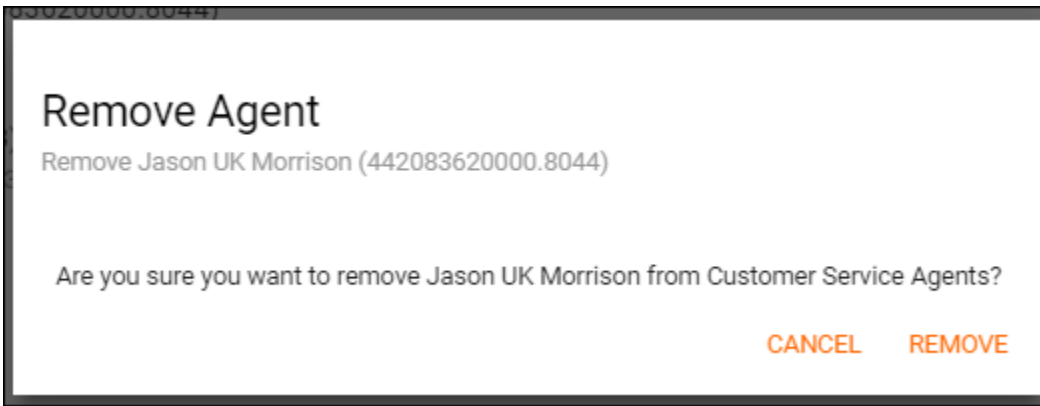 Remove Agent
Remove Jason UK Morrison (442083620000.8044)
Are you sure you want to remove Jason UK Morrison from Customer Service Agents?
CANCEL REMOVE